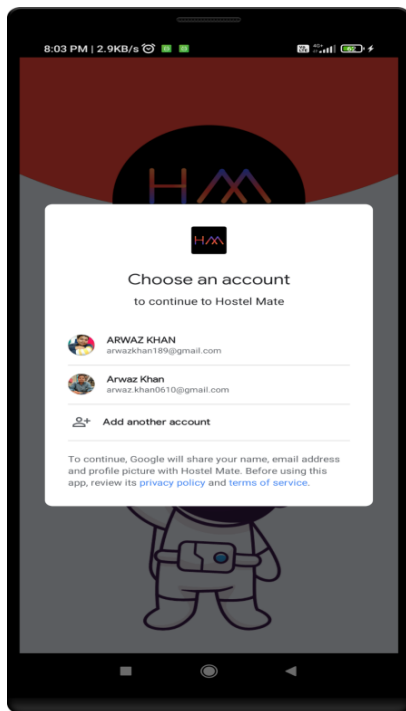 8:03 PM | 2.9KB/s
HM
HM
Choose an account
to continue to Hostel Mate
ARWAZ KHAN
arwazkhan189@gmail.com
Arwaz Khan
arwaz.khan0610@gmail.com
Add another account
To continue, Google will share your name, email address
and profile picture with Hostel Mate. Before using this
app, review its privacy policy and terms of service.